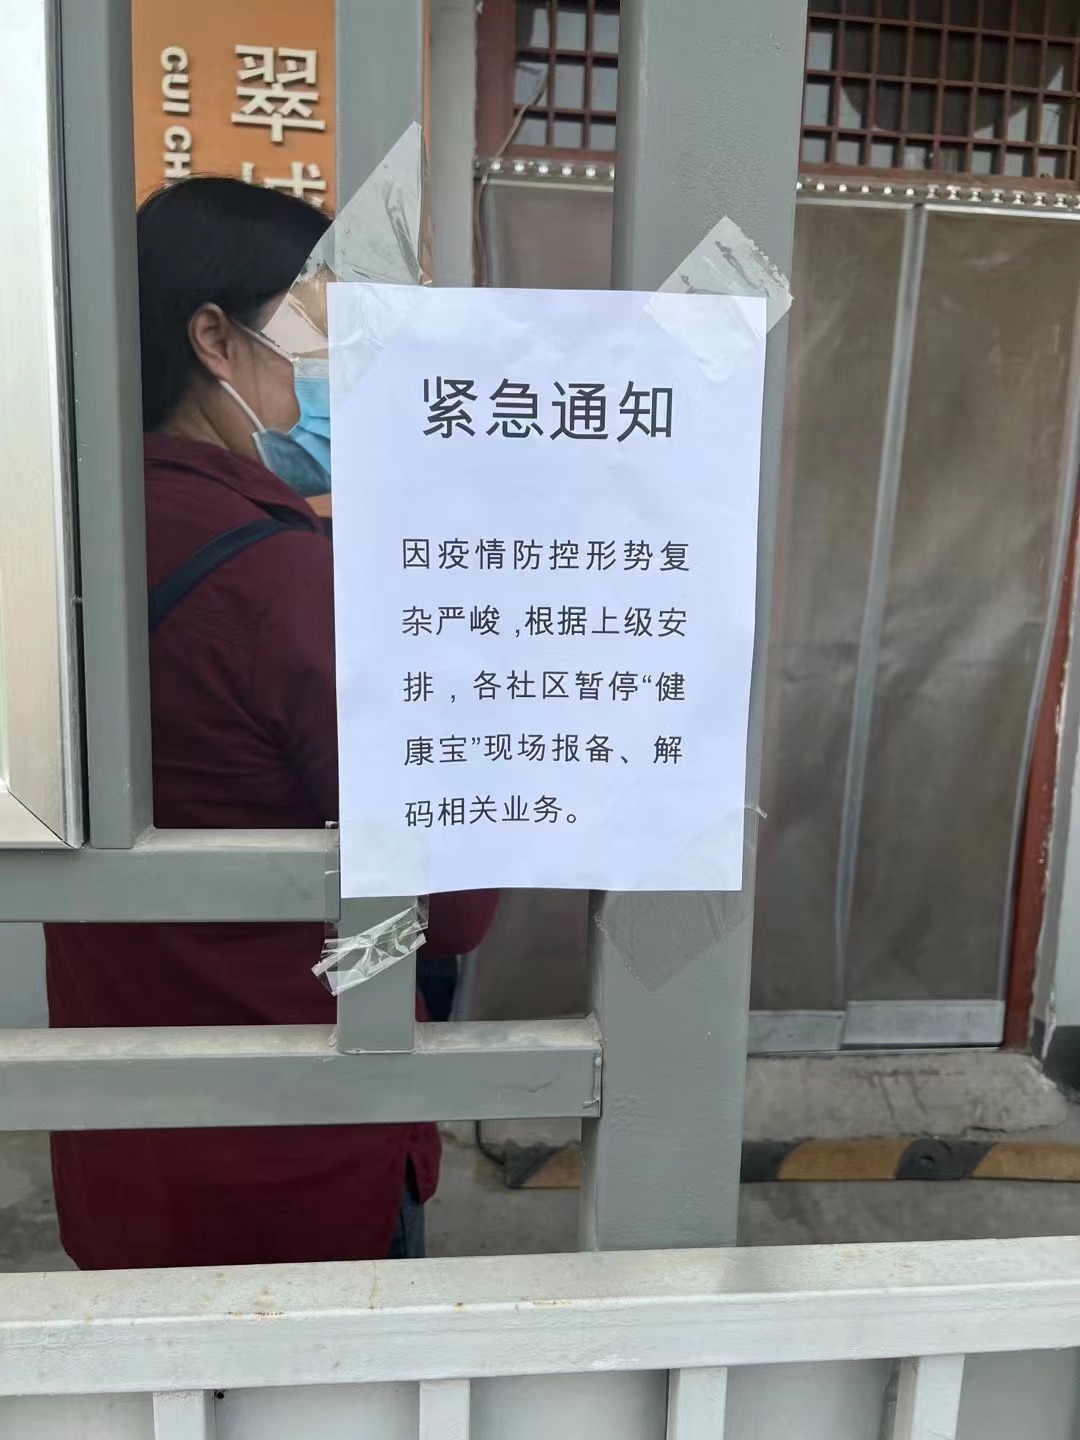 翠城
CUI CH
紧急通知
因疫情防控形势复
杂严峻,根据上级安
排,各社区暂停“健
康宝”现场报备、解
码相关业务。